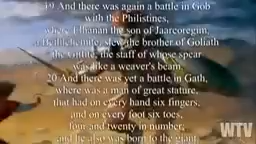 19 And there was again a battle in Gob
with the Philistines,
where Elhanan the son of Jaareoregim,
a Bethlehemite, slew the brother of Goliath
the Gittite, the staff of whose spear
was like a weaver's beam.
20 And there was yet a battle in Gath,
where was a man of great stature,
that had on every hand six fingers,
and on every foot six toes,
four and twenty in number;
and he also was born to the giant.
WTV